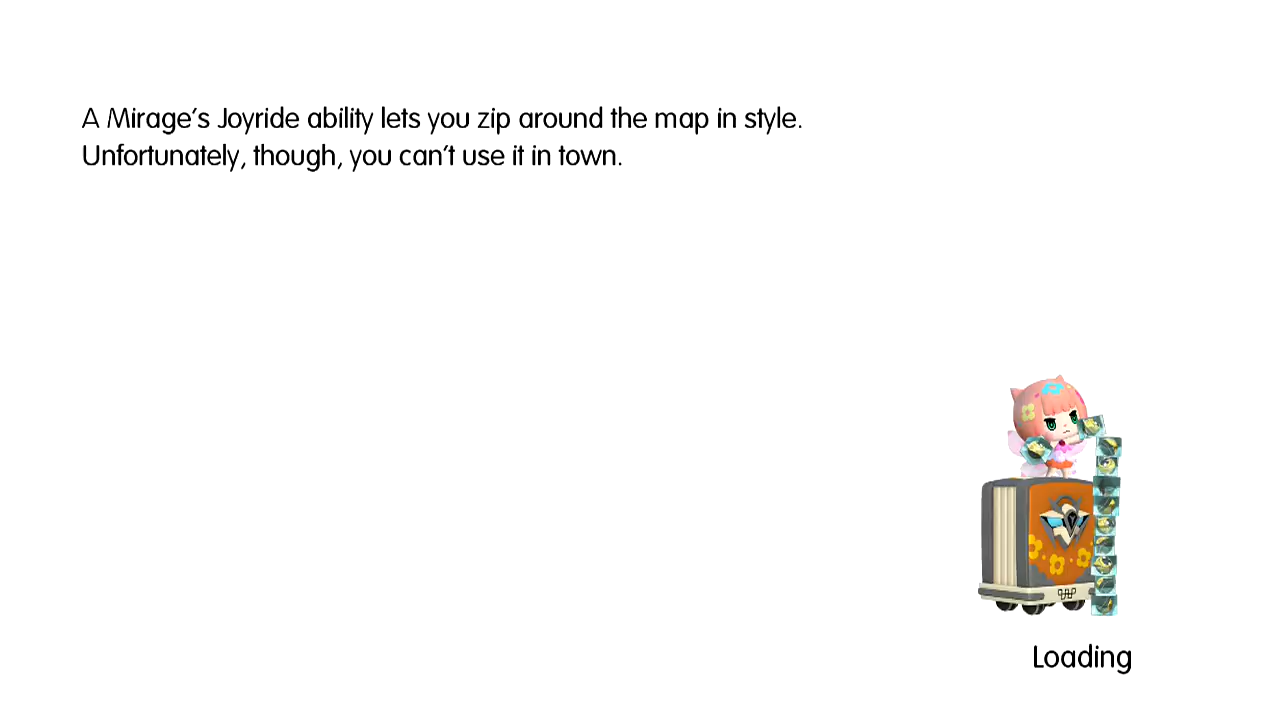 A Mirage's Joyride ability lets you zip around the map in style.
Unfortunately, though, you can't use it in town.
Loading